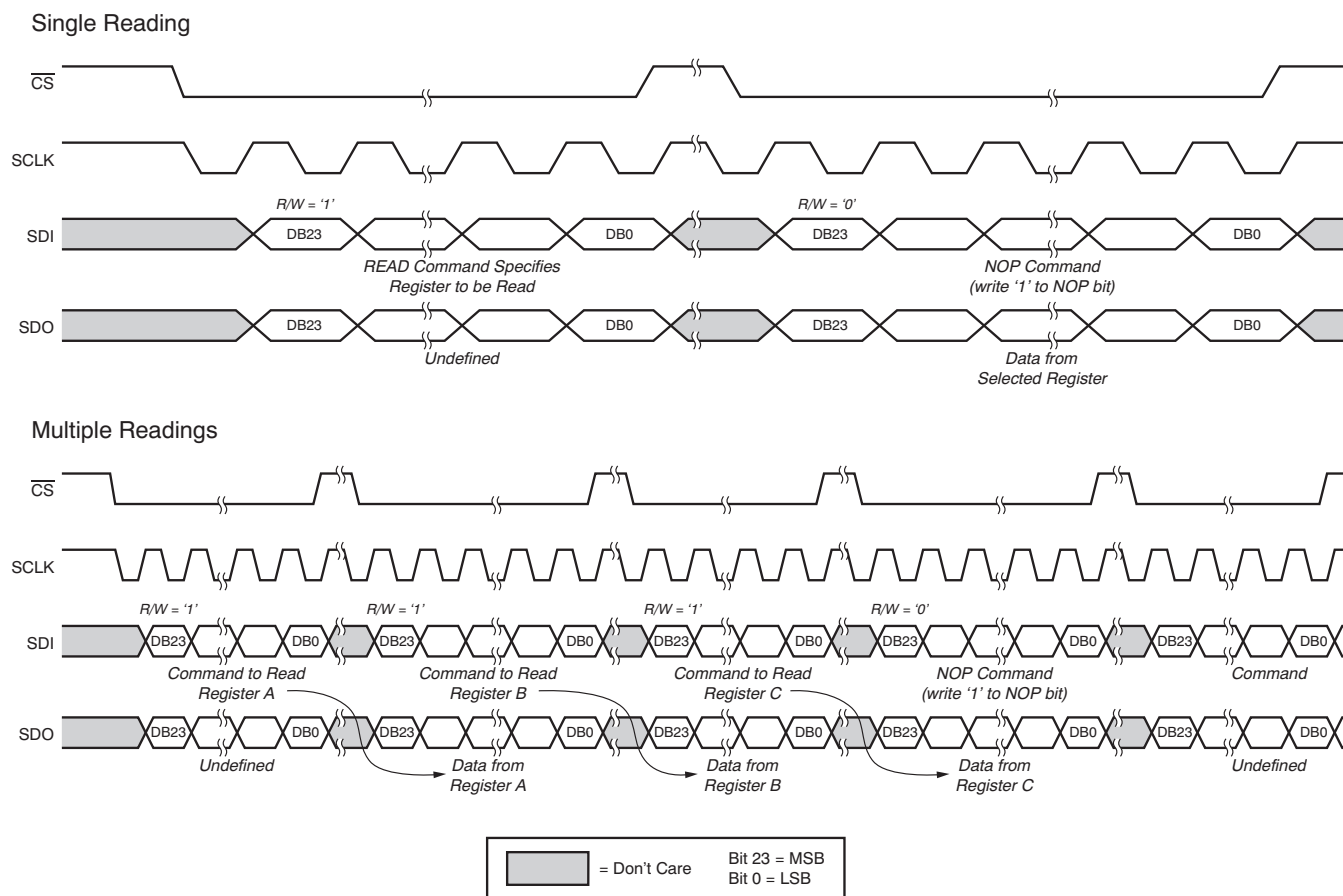 Single Reading
CS
SCLK
R/W = ‘1’
R/W = ‘0’
SDI
DB23
DB0
DB23
DB0
READ Command Specifies
Register to be Read
NOP Command
(write ‘1’ to NOP bit)
SDO
DB23
DB0
DB23
DB0
Undefined
Data from
Selected Register
Multiple Readings
CS
SCLK
R/W = ‘1’
R/W = ‘1’
R/W = ‘1’
R/W = ‘0’
SDI
DB23
DB0
DB23
DB0
DB23
DB0
DB23
DB0
DB23
DB0
Command to Read
Register A
Command to Read
Register B
Command to Read
Register C
NOP Command
(write ‘1’ to NOP bit)
Command
SDO
DB23
DB0
DB23
DB0
DB23
DB0
DB23
DB0
DB23
DB0
Undefined
Data from
Register A
Data from
Register B
Data from
Register C
Undefined
= Don't Care
Bit 23 = MSB
Bit 0 = LSB